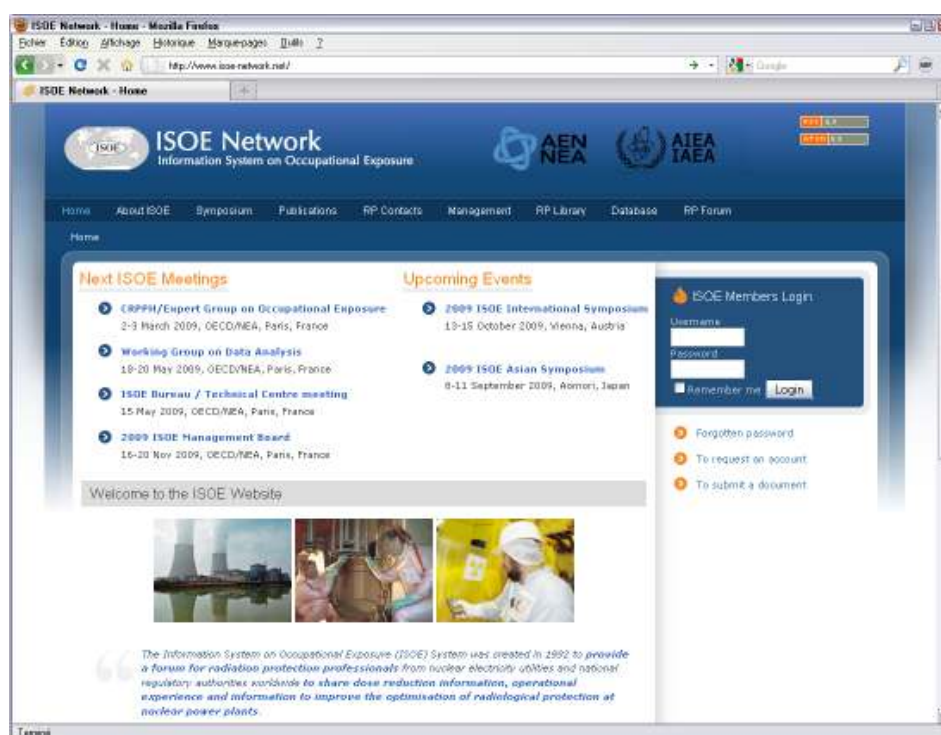 ISOE Network - Home - Mozilla Firefox
Fichier Édition Affichage Historique Marque-pages Outils ?
http://www.isoe-network.net/
Google
ISOE Network - Home
ISOE
ISOE Network
Information System on Occupational Exposure
AEN
NEA
AIEA
IAEA
Home About ISOE Symposium Publications RP Contacts Management RP Library Database RP Forum
Home
Next ISOE Meetings
CRPPH/Expert Group on Occupational Exposure
2-3 March 2009, OECD/NEA, Paris, France
Working Group on Data Analysis
18-20 May 2009, OECD/NEA, Paris, France
ISOE Bureau / Technical Centre meeting
15 May 2009, OECD/NEA, Paris, France
2009 ISOE Management Board
16-20 Nov 2009, OECD/NEA, Paris, France
Upcoming Events
2009 ISOE International Symposium
13-15 October 2009, Vienna, Austria
2009 ISOE Asian Symposium
8-11 September 2009, Aomori, Japan
ISOE Members Login
Username
Password
Remember me Login
Forgotten password
To request an account
To submit a document
Welcome to the ISOE Website
The Information System on Occupational Exposure (ISOE) System was created in 1992 to provide
a forum for radiation protection professionals from nuclear electricity utilities and national
regulatory authorities worldwide to share dose reduction information, operational
experience and information to improve the optimisation of radiological protection at
nuclear power plants.
Terminé